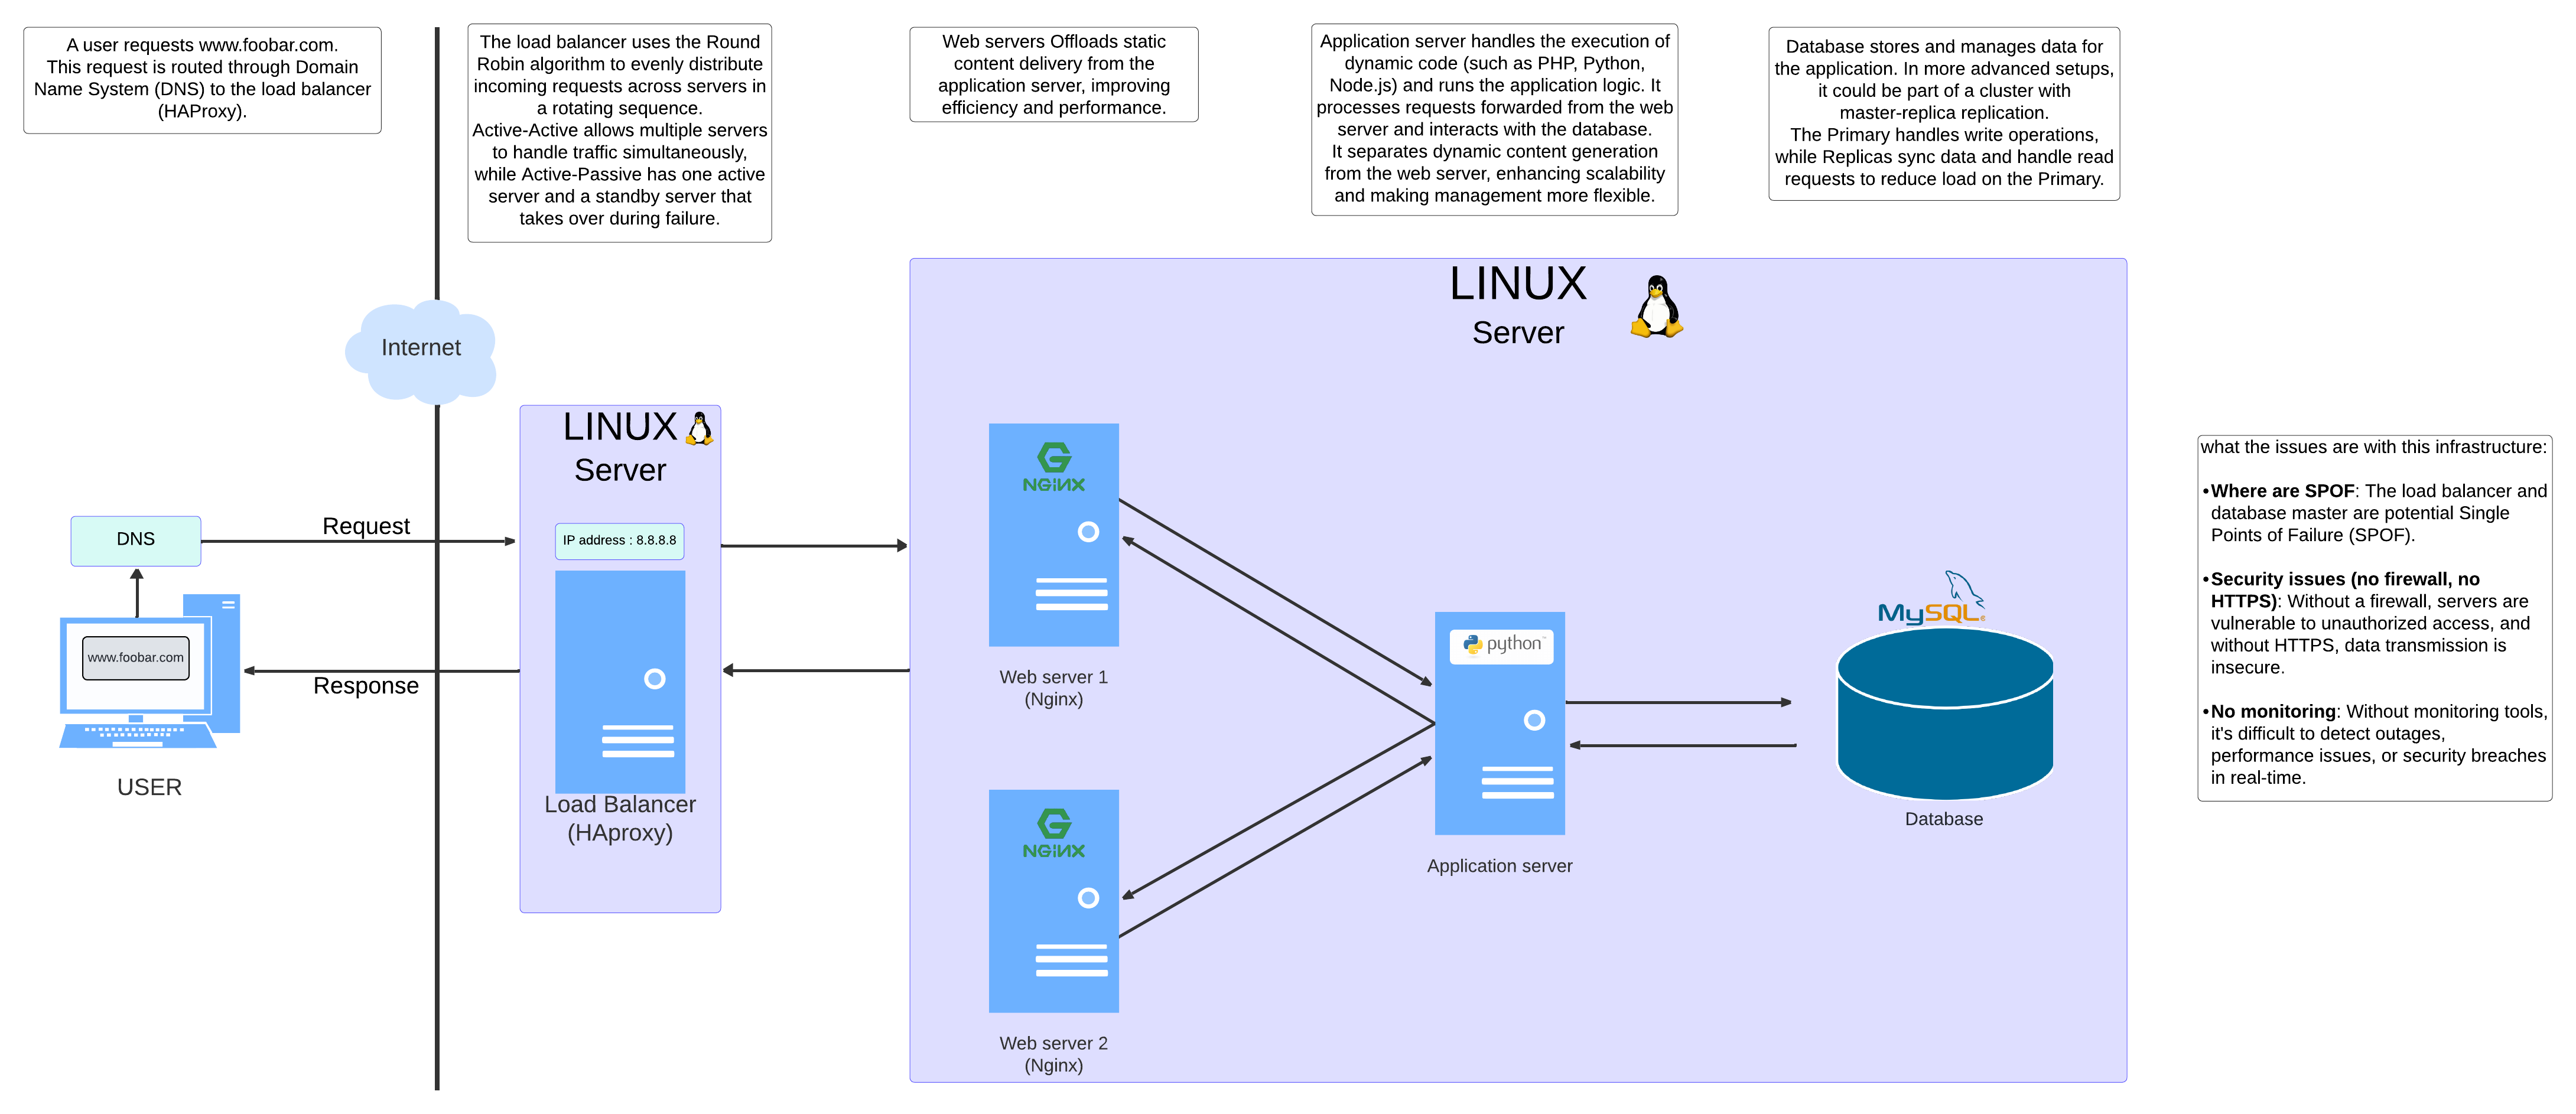 A user requests www.foobar.com.
This request is routed through Domain
Name System (DNS) to the load balancer
(HAProxy).
The load balancer uses the Round
Robin algorithm to evenly distribute
incoming requests across servers in
a rotating sequence.
Active-Active allows multiple servers
to handle traffic simultaneously,
while Active-Passive has one active
server and a standby server that
takes over during failure.
Web servers Offloads static
content delivery from the
application server, improving
efficiency and performance.
Application server handles the execution of
dynamic code (such as PHP, Python,
Node.js) and runs the application logic. It
processes requests forwarded from the web
server and interacts with the database.
It separates dynamic content generation
from the web server, enhancing scalability
and making management more flexible.
Database stores and manages data for
the application. In more advanced setups,
it could be part of a cluster with
master-replica replication.
The Primary handles write operations,
while Replicas sync data and handle read
requests to reduce load on the Primary.
Internet
DNS
Request
www.foobar.com
Response
USER
LINUX
Server
IP address : 8.8.8.8
Load Balancer
(HAproxy)
LINUX
Server
NGINX
Web server 1
(Nginx)
NGINX
Web server 2
(Nginx)
python™
Application server
MySQL®
Database
what the issues are with this infrastructure:
•Where are SPOF: The load balancer and
database master are potential Single
Points of Failure (SPOF).
•Security issues (no firewall, no
HTTPS): Without a firewall, servers are
vulnerable to unauthorized access, and
without HTTPS, data transmission is
insecure.
•No monitoring: Without monitoring tools,
it's difficult to detect outages,
performance issues, or security breaches
in real-time.